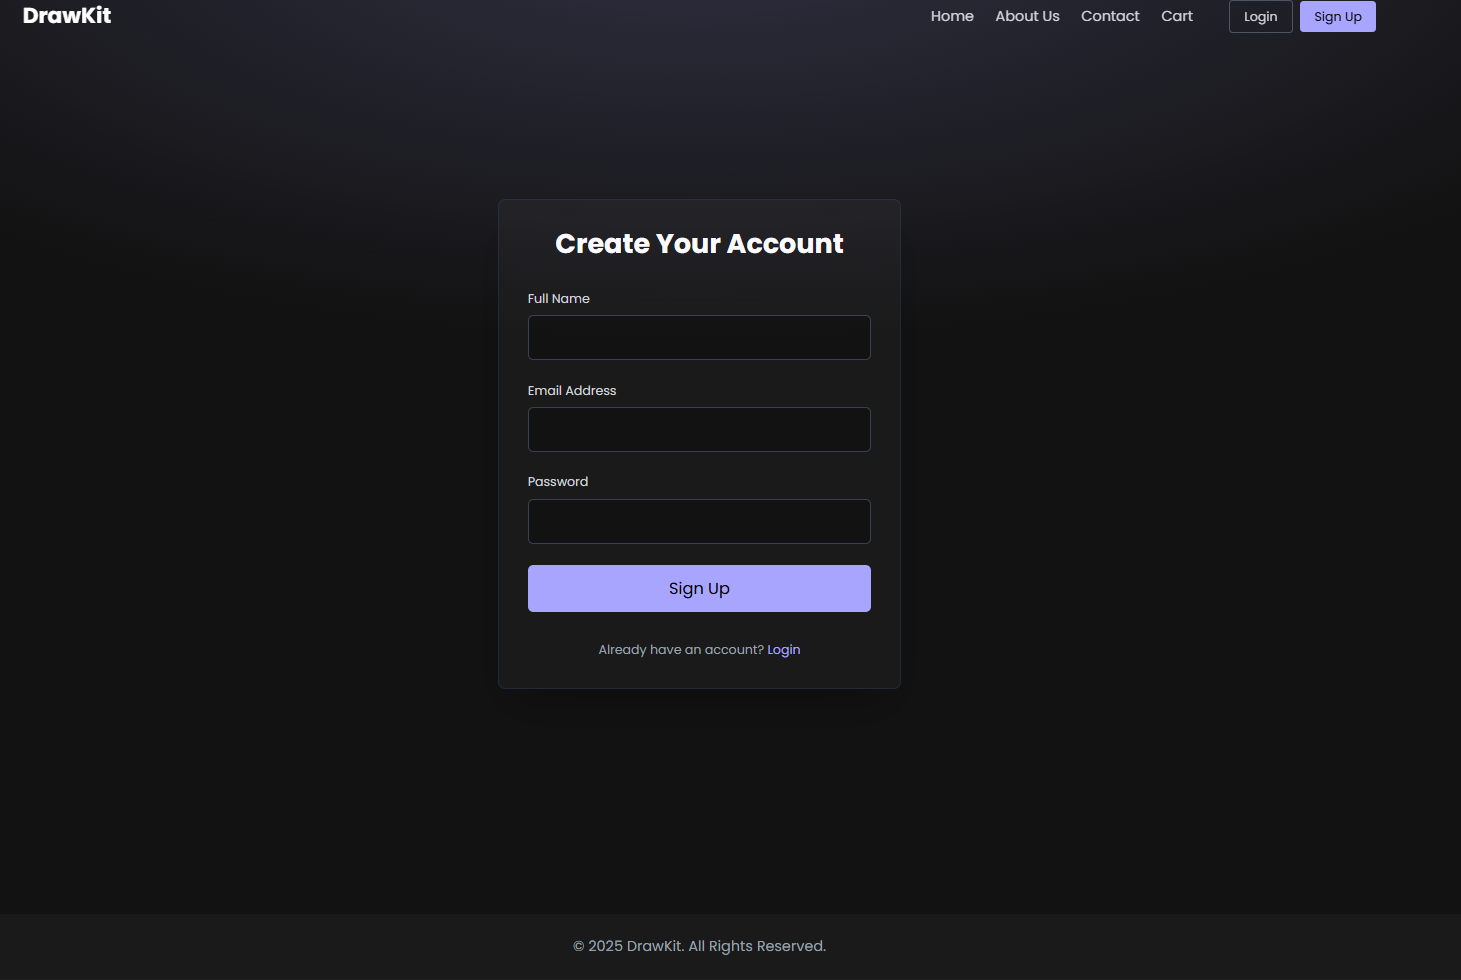 DrawKit Home About Us Contact Cart Login Sign Up
Create Your Account
Full Name
Email Address
Password
Sign Up
Already have an account? Login
© 2025 DrawKit. All Rights Reserved.